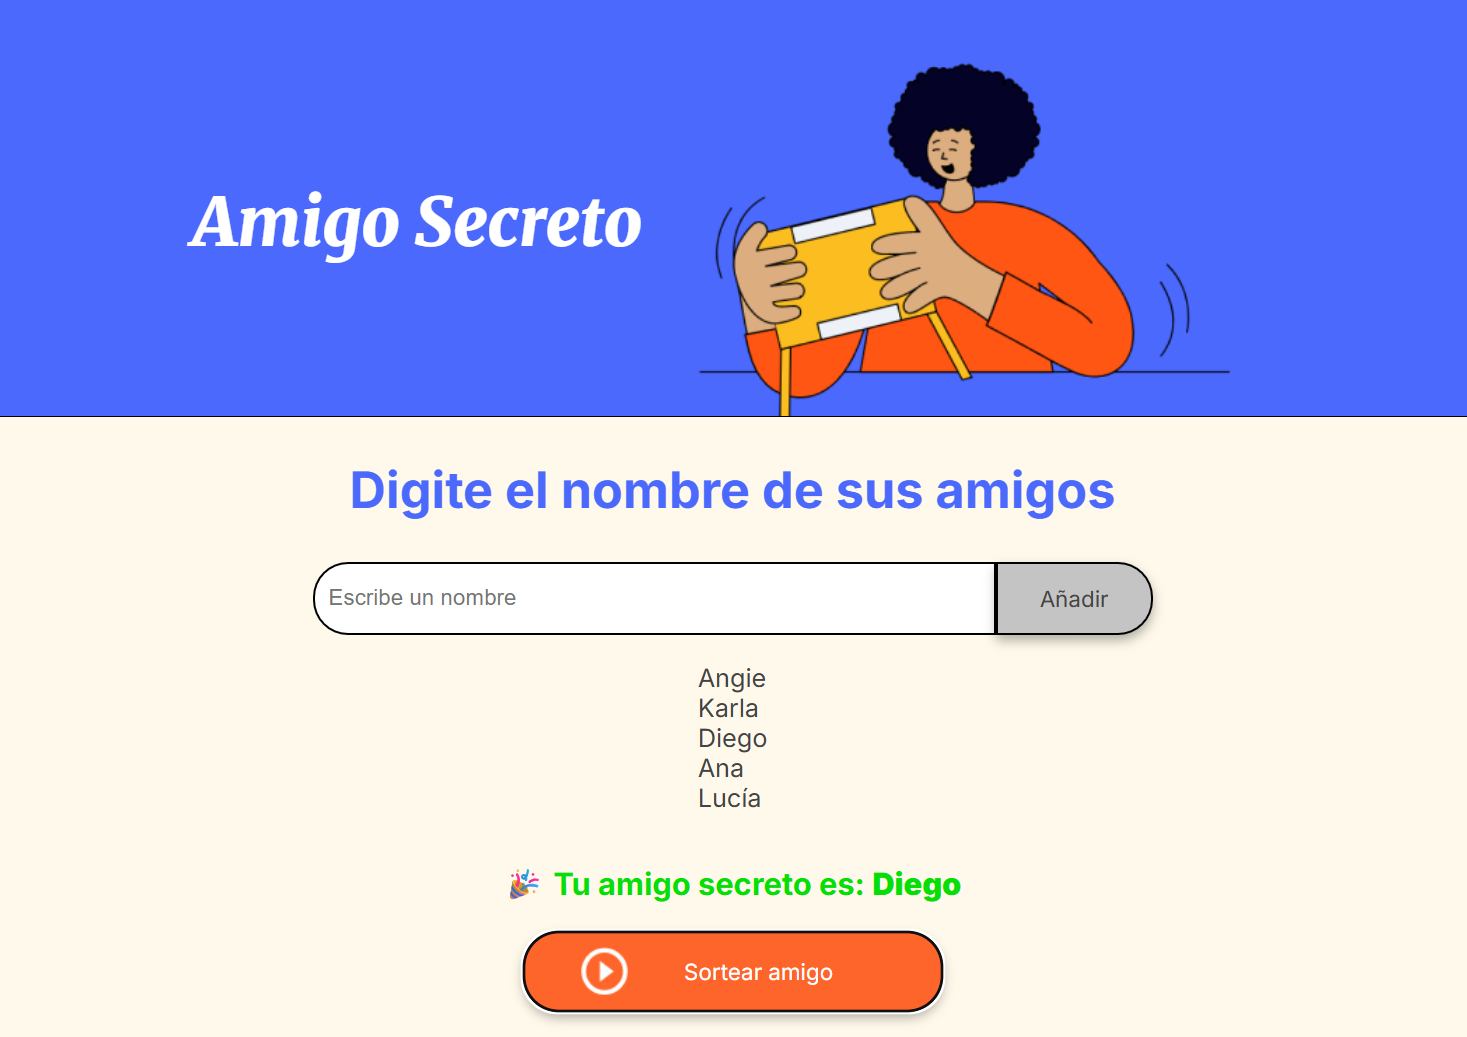 Amigo Secreto
Digite el nombre de sus amigos
Escribe un nombre
Añadir
Angie
Karla
Diego
Ana
Lucía
🎉 Tu amigo secreto es: Diego
Sortear amigo